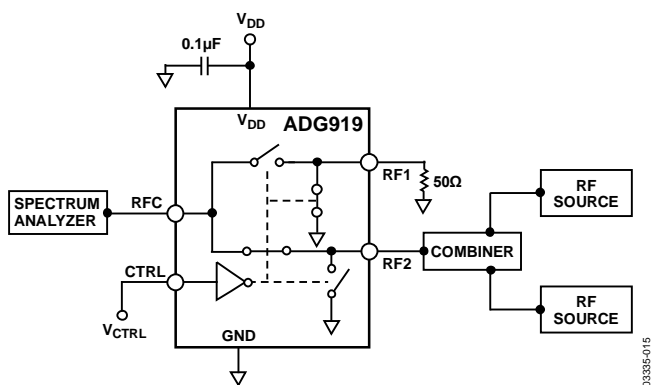 VDD
0.1µF
VDD
ADG919
RF1
50Ω
RF
SOURCE
SPECTRUM
ANALYZER
RFC
RF2
COMBINER
CTRL
VCTRL
GND
RF
SOURCE
03335-015